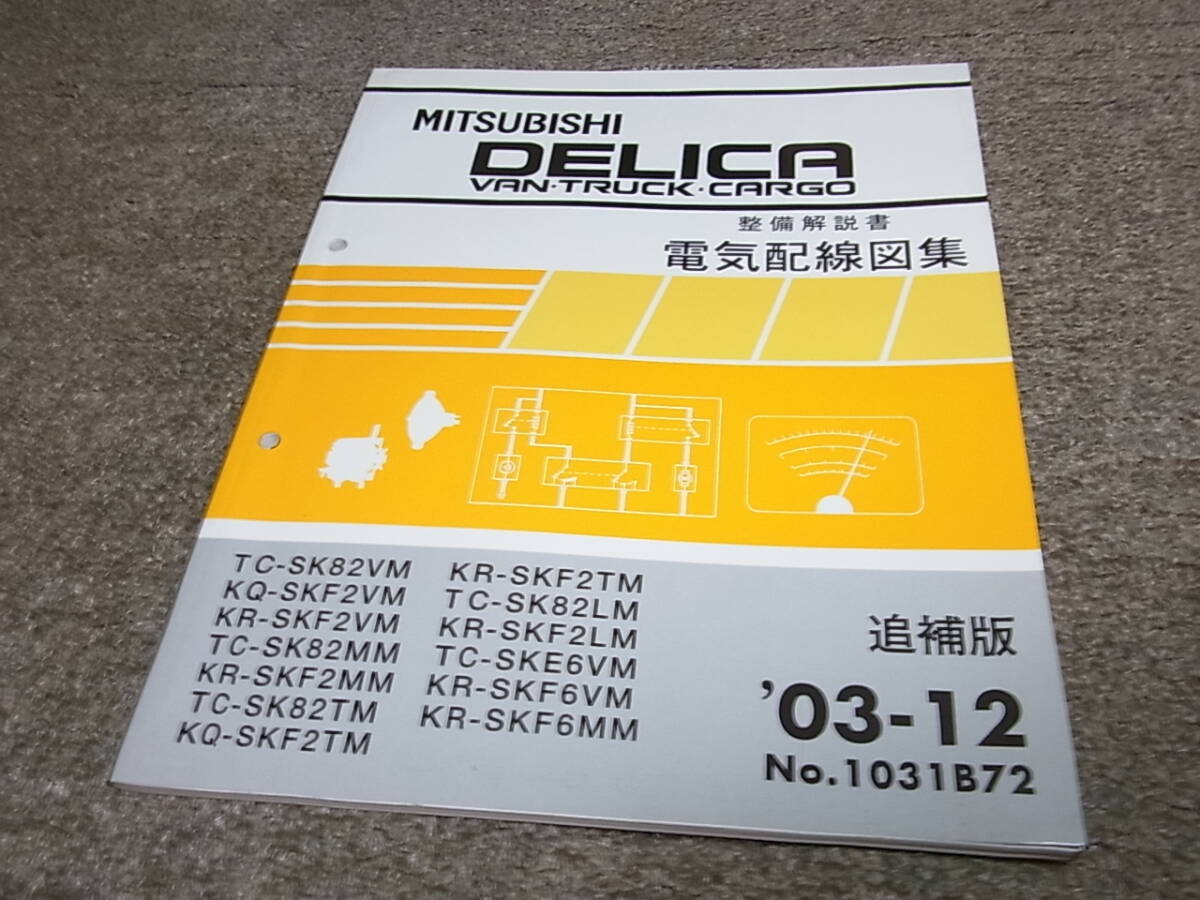 MITSUBISHI
DELICA
VAN·TRUCK·CARGO
整備解説書
電気配線図集
TC-SK82VM
KQ-SKF2VM
KR-SKF2VM
TC-SK82MM
KR-SKF2MM
TC-SK82TM
KQ-SKF2TM
KR-SKF2TM
TC-SK82LM
KR-SKF2LM
TC-SKE6VM
KR-SKF6VM
KR-SKF6MM
追補版
'03-12
No.1031B72